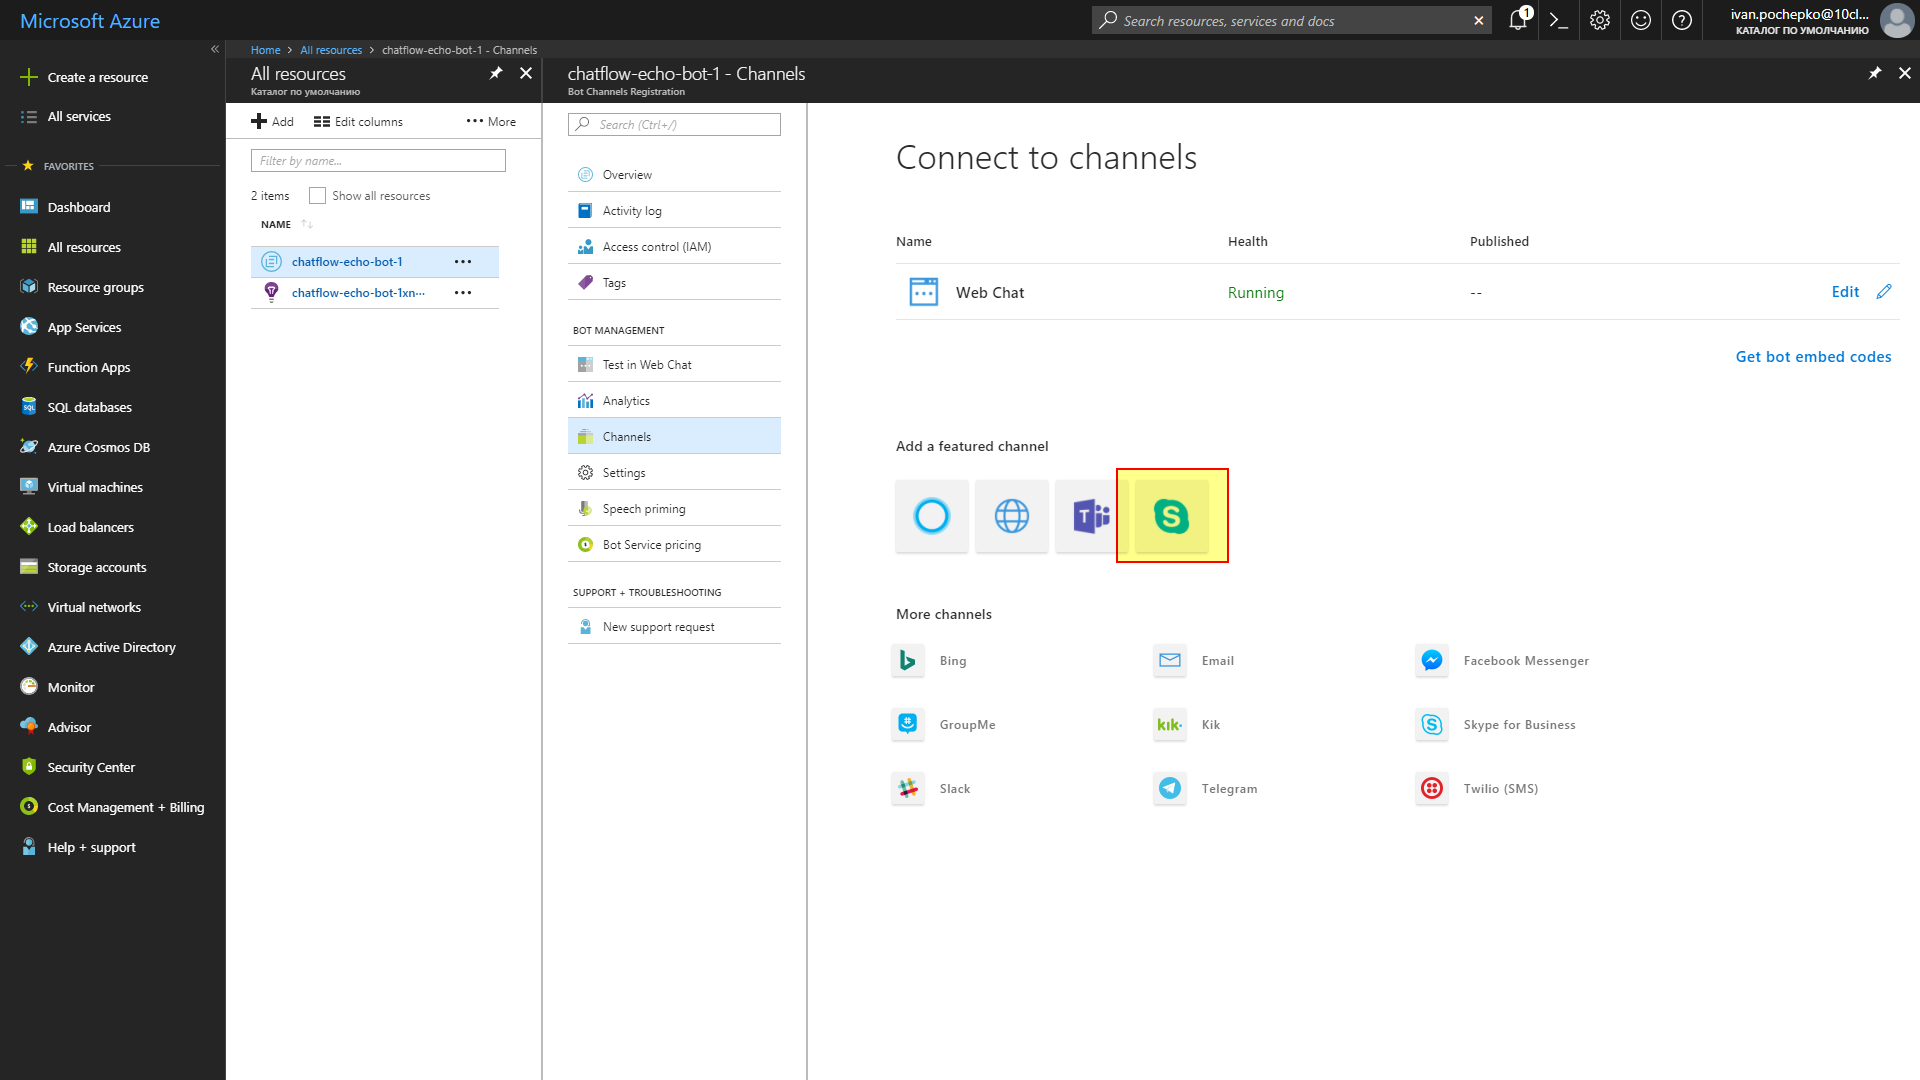 Microsoft Azure
Search resources, services and docs
1
ivan.pochepko@10cl...
КАТАЛОГ ПО УМОЛЧАНИЮ
Home > All resources > chatflow-echo-bot-1 - Channels
Create a resource
All services
FAVORITES
Dashboard
All resources
Resource groups
App Services
Function Apps
SQL databases
Azure Cosmos DB
Virtual machines
Load balancers
Storage accounts
Virtual networks
Azure Active Directory
Monitor
Advisor
Security Center
Cost Management + Billing
Help + support
All resources
Каталог по умолчанию
Add
Edit columns
More
Filter by name...
2 items
Show all resources
NAME
chatflow-echo-bot-1
chatflow-echo-bot-1xn...
chatflow-echo-bot-1 - Channels
Bot Channels Registration
Search (Ctrl+/)
Overview
Activity log
Access control (IAM)
Tags
BOT MANAGEMENT
Test in Web Chat
Analytics
Channels
Settings
Speech priming
Bot Service pricing
SUPPORT + TROUBLESHOOTING
New support request
Connect to channels
Name Health Published
Web Chat Running -- Edit
Get bot embed codes
Add a featured channel
T
S
More channels
Bing
Email
Facebook Messenger
GroupMe
kik.
Kik
Skype for Business
Slack
Telegram
Twilio (SMS)